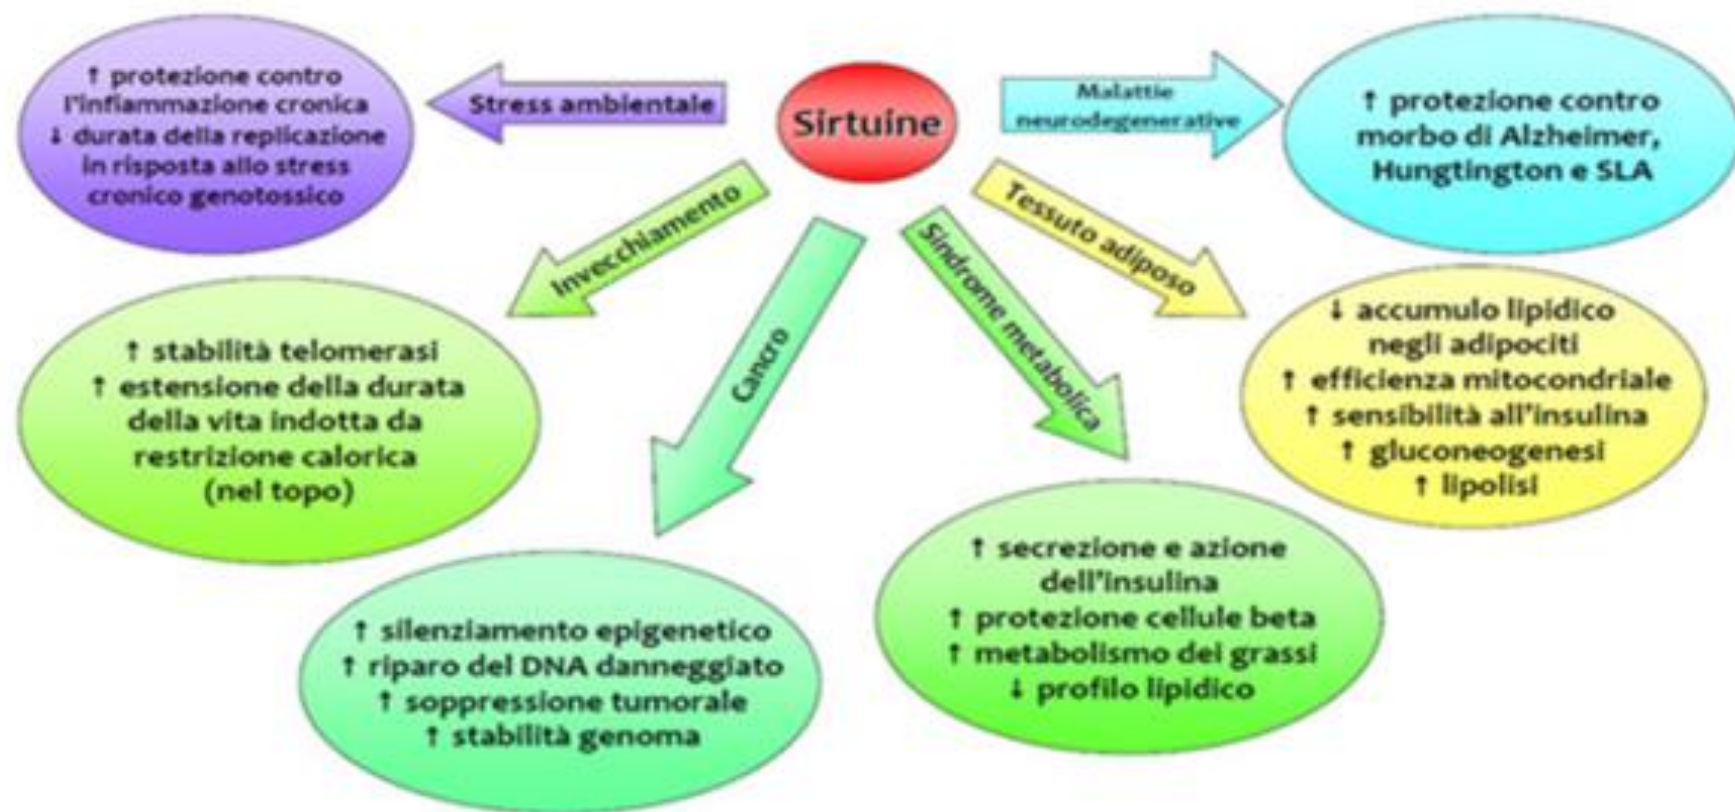 Sirtuine
Stress ambientale
↑ protezione contro
l'infiammazione cronica
↓ durata della replicazione
in risposta allo stress
cronico genotossico
Invecchiamento
↑ stabilità telomerasi
↑ estensione della durata
della vita indotta da
restrizione calorica
(nel topo)
Cancro
↑ silenziamento epigenetico
↑ riparo del DNA danneggiato
↑ soppressione tumorale
↑ stabilità genoma
Sindrome metabolica
↑ secrezione e azione
dell'insulina
↑ protezione cellule beta
↑ metabolismo dei grassi
↓ profilo lipidico
Tessuto adiposo
↓ accumulo lipidico
negli adipociti
↑ efficienza mitocondriale
↑ sensibilità all'insulina
↑ gluconeogenesi
↑ lipolisi
Malattie
neurodegenerative
↑ protezione contro
morbo di Alzheimer,
Hungtington e SLA